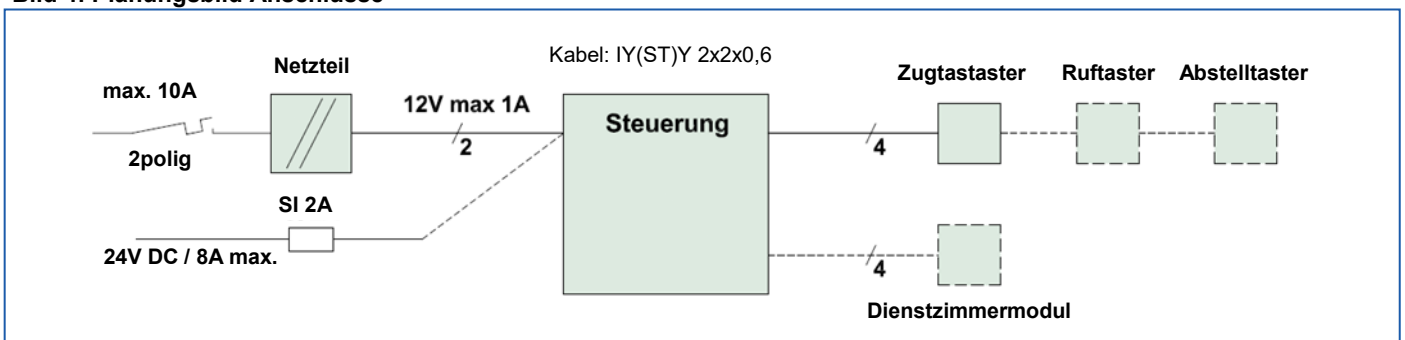 Bild 1: Planungsbild Anschlüsse
Kabel: IY(ST)Y 2x2x0,6
Netzteil
Zugtastaster
Ruftaster
Abstelltaster
max. 10A
12V max 1A
Steuerung
2polig
2
4
SI 2A
24V DC / 8A max.
4
Dienstzimmermodul